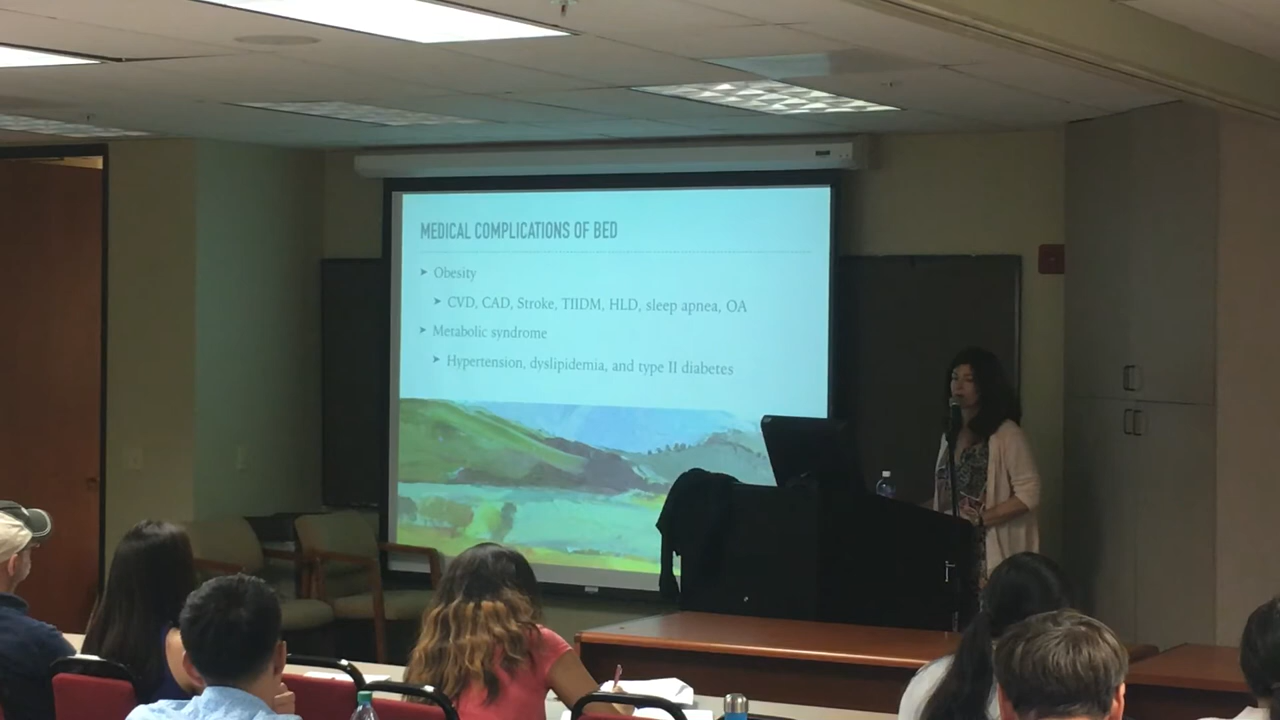 MEDICAL COMPLICATIONS OF BED
➤ Obesity
➤ CVD, CAD, Stroke, TIIDM, HLD, sleep apnea, OA
➤ Metabolic syndrome
➤ Hypertension, dyslipidemia, and type II diabetes